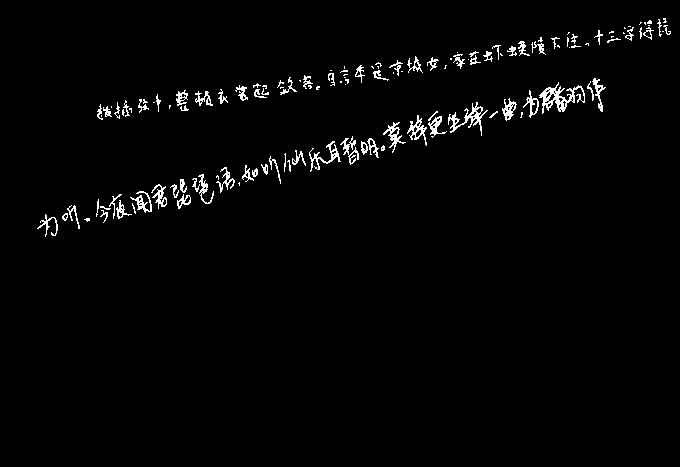 拨插弦中,整顿衣裳起敛容。自言本是京城女,家在虾蟆陵下住。十三学得琵
为听。今夜闻君琵琶语,如听仙乐耳暂明。莫辞更坐弹一曲,为君翻作